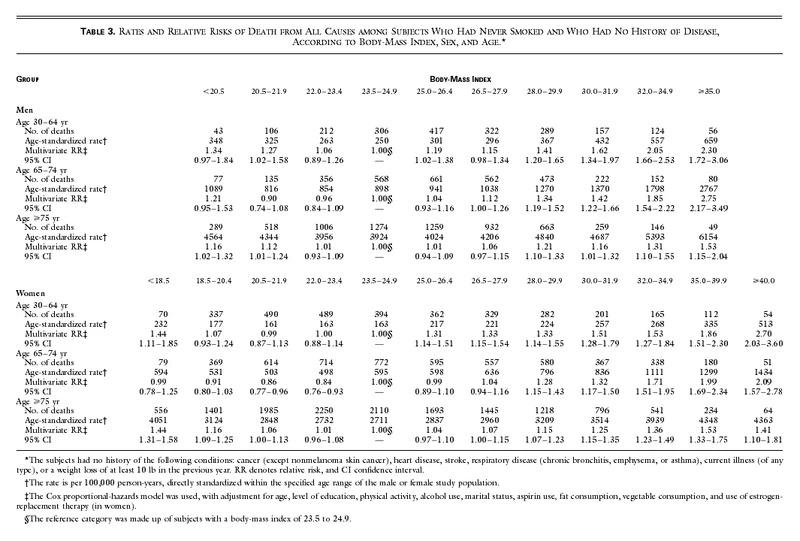 TABLE 3. RATES AND RELATIVE RISKS OF DEATH FROM ALL CAUSES AMONG SUBJECTS WHO HAD NEVER SMOKED AND WHO HAD NO HISTORY OF DISEASE,
ACCORDING TO BODY-MASS INDEX, SEX, AND AGE.*
GROUP BODY-MASS INDEX
<20.5 20.5–21.9 22.0–23.4 23.5–24.9 25.0–26.4 26.5–27.9 28.0–29.9 30.0–31.9 32.0–34.9 ≥35.0
Men
Age 30–64 yr
No. of deaths 43 106 212 306 417 322 289 157 124 56
Age-standardized rate† 348 325 263 250 301 296 367 432 557 659
Multivariate RR‡ 1.34 1.27 1.06 1.00§ 1.19 1.15 1.41 1.62 2.05 2.30
95% CI 0.97–1.84 1.02–1.58 0.89–1.26 — 1.02–1.38 0.98–1.34 1.20–1.65 1.34–1.97 1.66–2.53 1.72–3.06
Age 65–74 yr
No. of deaths 77 135 356 568 661 562 473 222 152 80
Age-standardized rate† 1089 816 854 898 941 1038 1270 1370 1798 2767
Multivariate RR‡ 1.21 0.90 0.96 1.00§ 1.04 1.12 1.34 1.42 1.85 2.75
95% CI 0.95–1.53 0.74–1.08 0.84–1.09 — 0.93–1.16 1.00–1.26 1.19–1.52 1.22–1.66 1.54–2.22 2.17–3.49
Age ≥75 yr
No. of deaths 289 518 1006 1274 1259 932 663 259 146 49
Age-standardized rate† 4564 4344 3956 3924 4024 4206 4840 4687 5393 6154
Multivariate RR‡ 1.16 1.12 1.01 1.00§ 1.01 1.06 1.21 1.16 1.31 1.53
95% CI 1.02–1.32 1.01–1.24 0.93–1.09 — 0.94–1.09 0.97–1.15 1.10–1.33 1.01–1.32 1.10–1.55 1.15–2.04
<18.5 18.5–20.4 20.5–21.9 22.0–23.4 23.5–24.9 25.0–26.4 26.5–27.9 28.0–29.9 30.0–31.9 32.0–34.9 35.0–39.9 ≥40.0
Women
Age 30–64 yr
No. of deaths 70 337 490 489 394 362 329 282 201 165 112 54
Age-standardized rate† 232 177 161 163 163 217 221 224 257 268 335 513
Multivariate RR‡ 1.44 1.07 0.99 1.00 1.00§ 1.31 1.33 1.33 1.51 1.53 1.86 2.70
95% CI 1.11–1.85 0.93–1.24 0.87–1.13 0.88–1.14 — 1.14–1.51 1.15–1.54 1.14–1.55 1.28–1.79 1.27–1.84 1.51–2.30 2.03–3.60
Age 65–74 yr
No. of deaths 79 369 614 714 772 595 557 580 367 338 180 51
Age-standardized rate† 594 531 503 498 595 598 636 796 836 1111 1299 1434
Multivariate RR‡ 0.99 0.91 0.86 0.84 1.00§ 0.99 1.04 1.28 1.32 1.71 1.99 2.09
95% CI 0.78–1.25 0.80–1.03 0.77–0.96 0.76–0.93 — 0.89–1.10 0.94–1.16 1.15–1.43 1.17–1.50 1.51–1.95 1.69–2.34 1.57–2.78
Age ≥75 yr
No. of deaths 556 1401 1985 2250 2110 1693 1445 1218 796 541 234 64
Age-standardized rate† 4051 3124 2848 2732 2711 2837 2960 3209 3514 3939 4348 4363
Multivariate RR‡ 1.44 1.16 1.06 1.01 1.00§ 1.04 1.07 1.15 1.25 1.36 1.53 1.41
95% CI 1.31–1.58 1.09–1.25 1.00–1.13 0.96–1.08 — 0.97–1.10 1.00–1.15 1.07–1.23 1.15–1.35 1.23–1.49 1.33–1.75 1.10–1.81
*The subjects had no history of the following conditions: cancer (except nonmelanoma skin cancer), heart disease, stroke, respiratory disease (chronic bronchitis, emphysema, or asthma), current illness (of any
type), or a weight loss of at least 10 lb in the previous year. RR denotes relative risk, and CI confidence interval.
†The rate is per 100,000 person-years, directly standardized within the specified age range of the male or female study population.
‡The Cox proportional-hazards model was used, with adjustment for age, level of education, physical activity, alcohol use, marital status, aspirin use, fat consumption, vegetable consumption, and use of estrogen-
replacement therapy (in women).
§The reference category was made up of subjects with a body-mass index of 23.5 to 24.9.